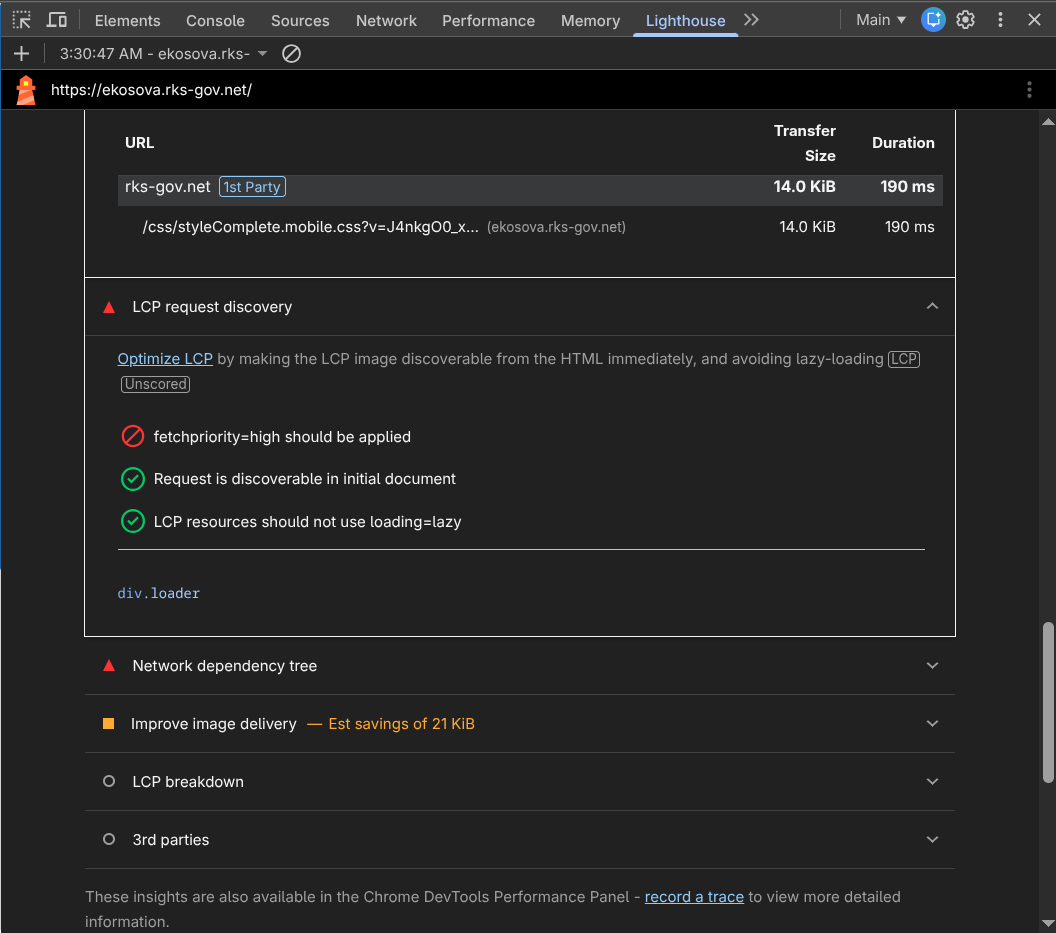 Elements Console Sources Network Performance Memory Lighthouse Main
3:30:47 AM - ekosova.rks-
https://ekosova.rks-gov.net/
URL Transfer Size Duration
rks-gov.net 1st Party 14.0 KiB 190 ms
/css/styleComplete.mobile.css?v=J4nkgO0_x... (ekosova.rks-gov.net) 14.0 KiB 190 ms
LCP request discovery
Optimize LCP by making the LCP image discoverable from the HTML immediately, and avoiding lazy-loading LCP
Unscored
fetchpriority=high should be applied
Request is discoverable in initial document
LCP resources should not use loading=lazy
div.loader
Network dependency tree
Improve image delivery — Est savings of 21 KiB
LCP breakdown
3rd parties
These insights are also available in the Chrome DevTools Performance Panel - record a trace to view more detailed
information.